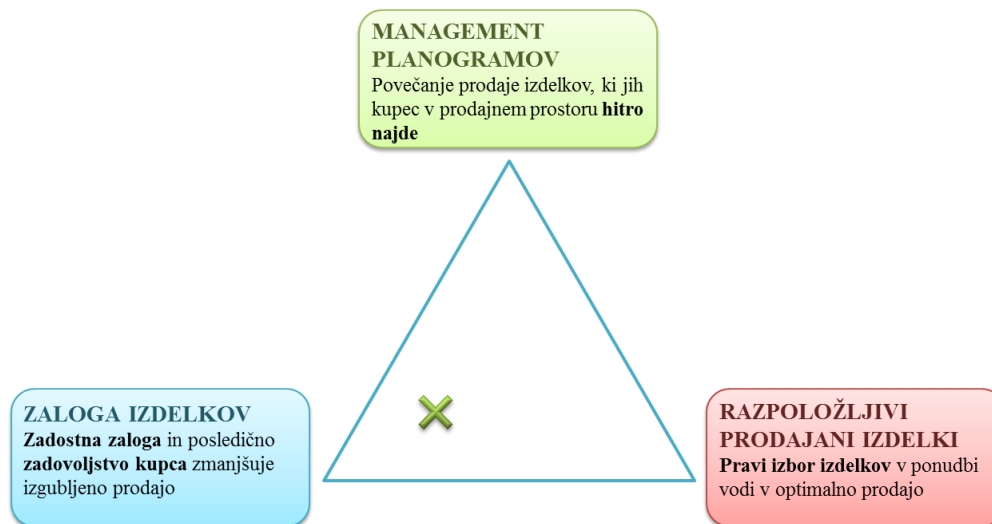 MANAGEMENT
PLANOGRAMOV
Povečanje prodaje izdelkov, ki jih
kupec v prodajnem prostoru hitro
najde
ZALOGA IZDELKOV
Zadostna zaloga in posledično
zadovoljstvo kupca zmanjšuje
izgubljeno prodajo
RAZPOLOŽLJIVI
PRODAJANI IZDELKI
Pravi izbor izdelkov v ponudbi
vodi v optimalno prodajo